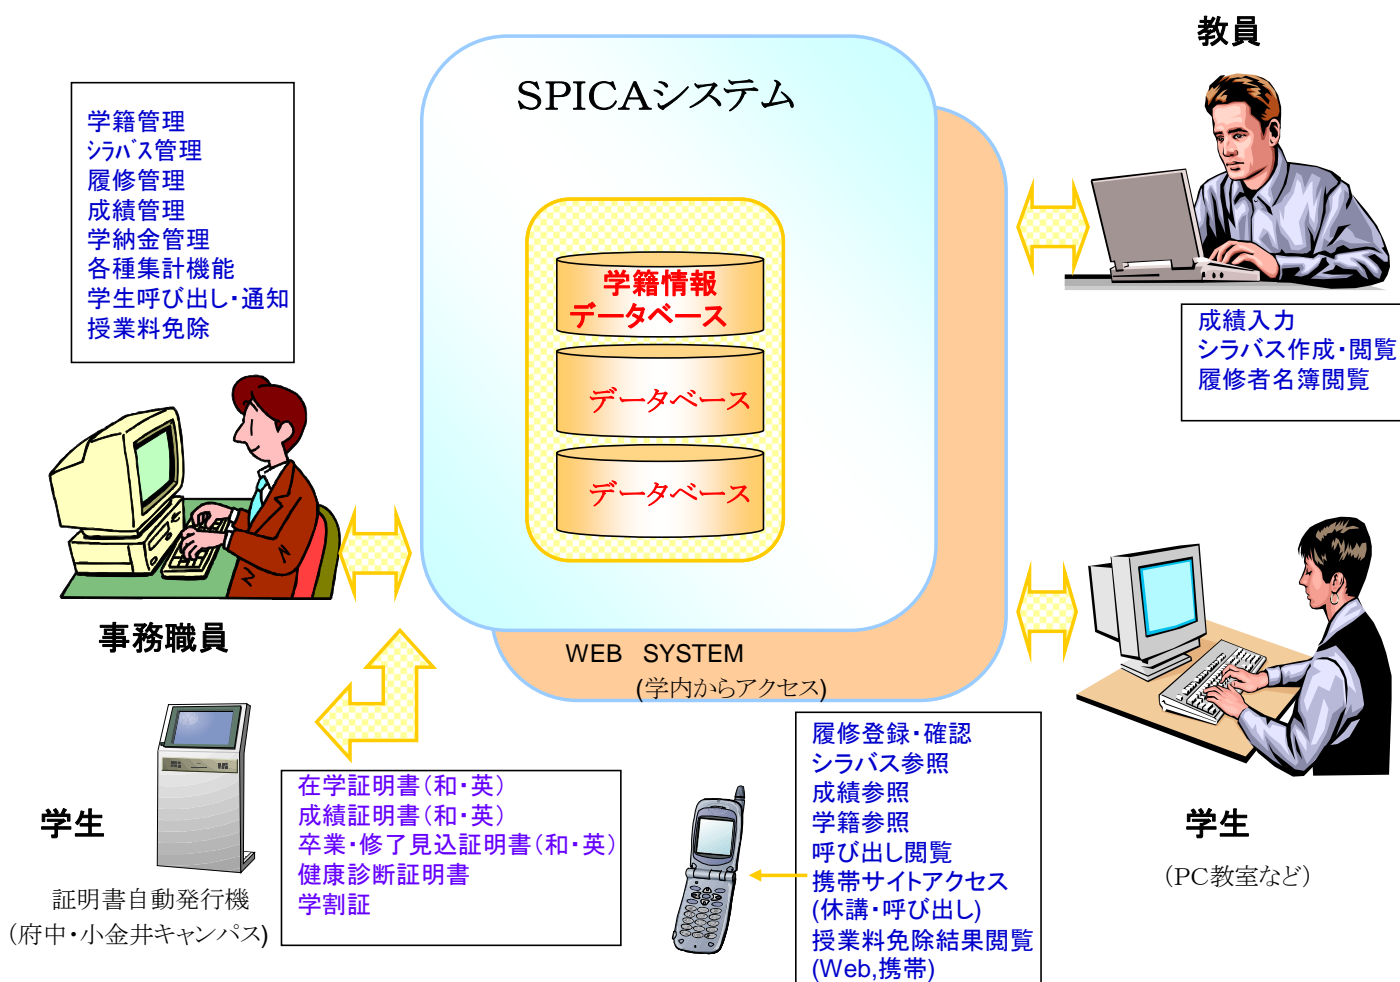 教員
SPICAシステム
学籍管理
シラバス管理
履修管理
成績管理
学納金管理
各種集計機能
学生呼び出し・通知
授業料免除
学籍情報
データベース
データベース
データベース
成績入力
シラバス作成・閲覧
履修者名簿閲覧
事務職員
WEB SYSTEM
(学内からアクセス)
学生
証明書自動発行機
(府中・小金井キャンパス)
在学証明書(和・英)
成績証明書(和・英)
卒業・修了見込証明書(和・英)
健康診断証明書
学割証
履修登録・確認
シラバス参照
成績参照
学籍参照
呼び出し閲覧
携帯サイトアクセス
(休講・呼び出し)
授業料免除結果閲覧
(Web,携帯)
学生
(PC教室など)